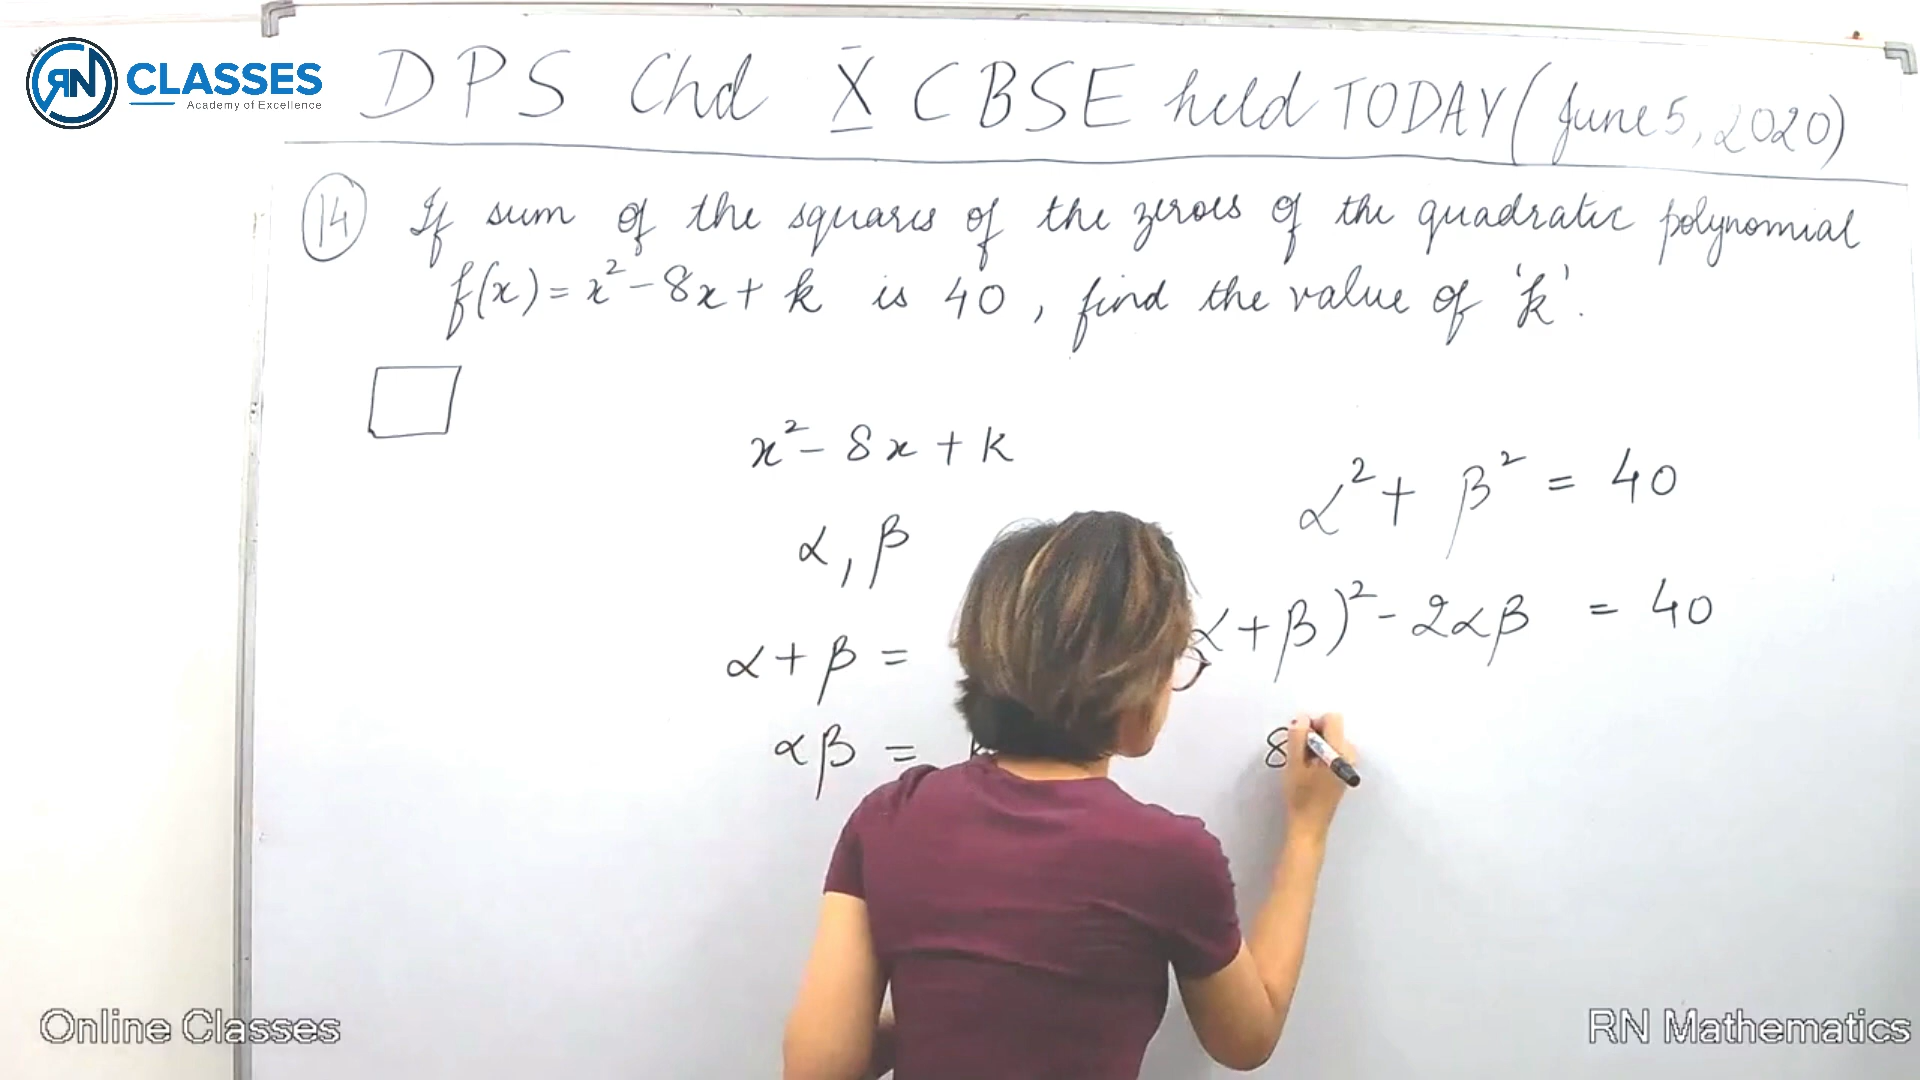 RN CLASSES
Academy of Excellence
DPS Chd X CBSE held TODAY (June 5, 2020)
14 If sum of the squares of the zeroes of the quadratic polynomial
f(x) = x² - 8x + k is 40, find the value of 'k'.
x² - 8x + k
α, β
α + β =
αβ =
α² + β² = 40
α + β)² - 2αβ = 40
8
Online Classes
RN Mathematics